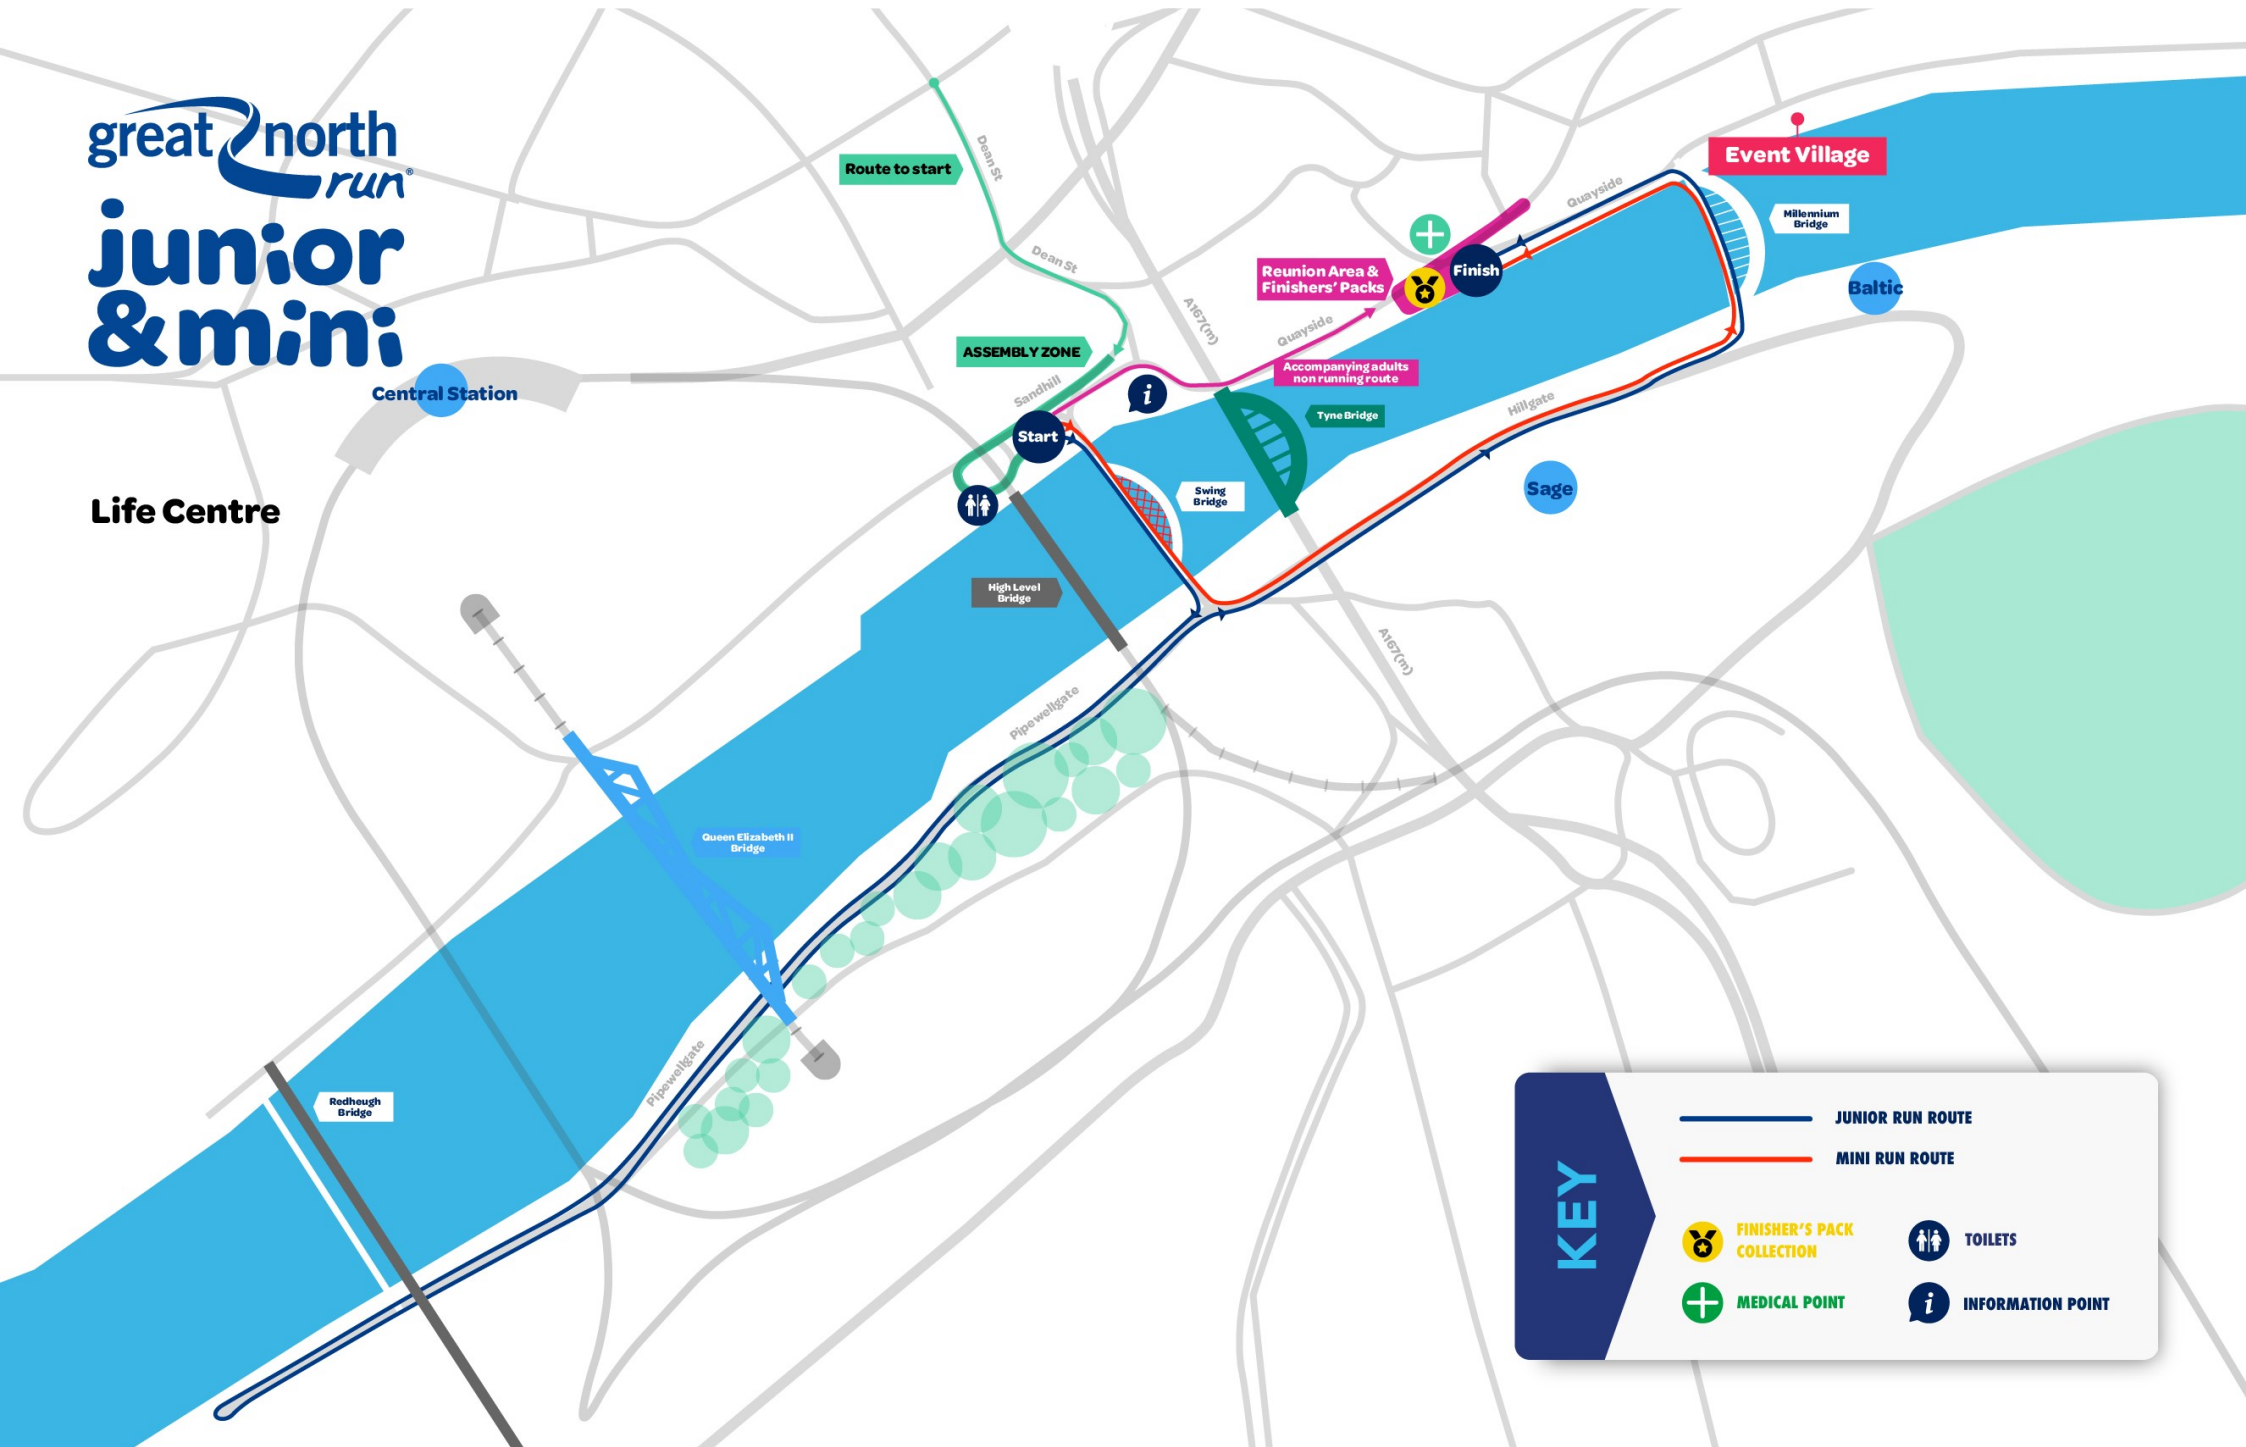 great north
run®
junior
&mini
Central Station
Life Centre
Route to start
Dean St
Dean St
ASSEMBLY ZONE
Sandhill
Start
A167(m)
Reunion Area &
Finishers' Packs
Finish
Quayside
Quayside
Event Village
Millennium
Bridge
Baltic
Accompanying adults
non running route
Tyne Bridge
Swing
Bridge
Hillgate
Sage
High Level
Bridge
A167(m)
Pipewellgate
Queen Elizabeth II
Bridge
Pipewellgate
Redheugh
Bridge
KEY
JUNIOR RUN ROUTE
MINI RUN ROUTE
FINISHER'S PACK
COLLECTION
TOILETS
MEDICAL POINT
i
INFORMATION POINT
i